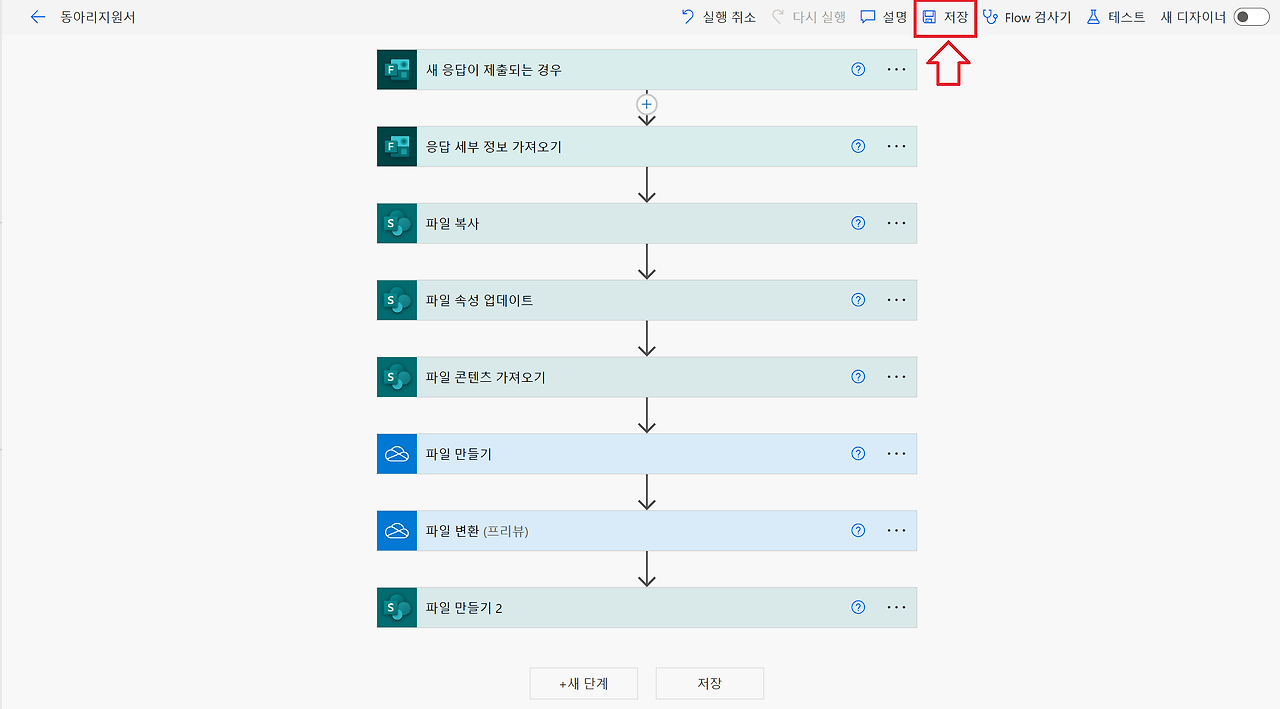 동아리지원서 실행 취소 다시 실행 설명 저장 Flow 검사기 테스트 새 디자이너
F 새 응답이 제출되는 경우
F 응답 세부 정보 가져오기
S 파일 복사
S 파일 속성 업데이트
S 파일 콘텐츠 가져오기
파일 만들기
파일 변환 (프리뷰)
S 파일 만들기 2
+새 단계 저장